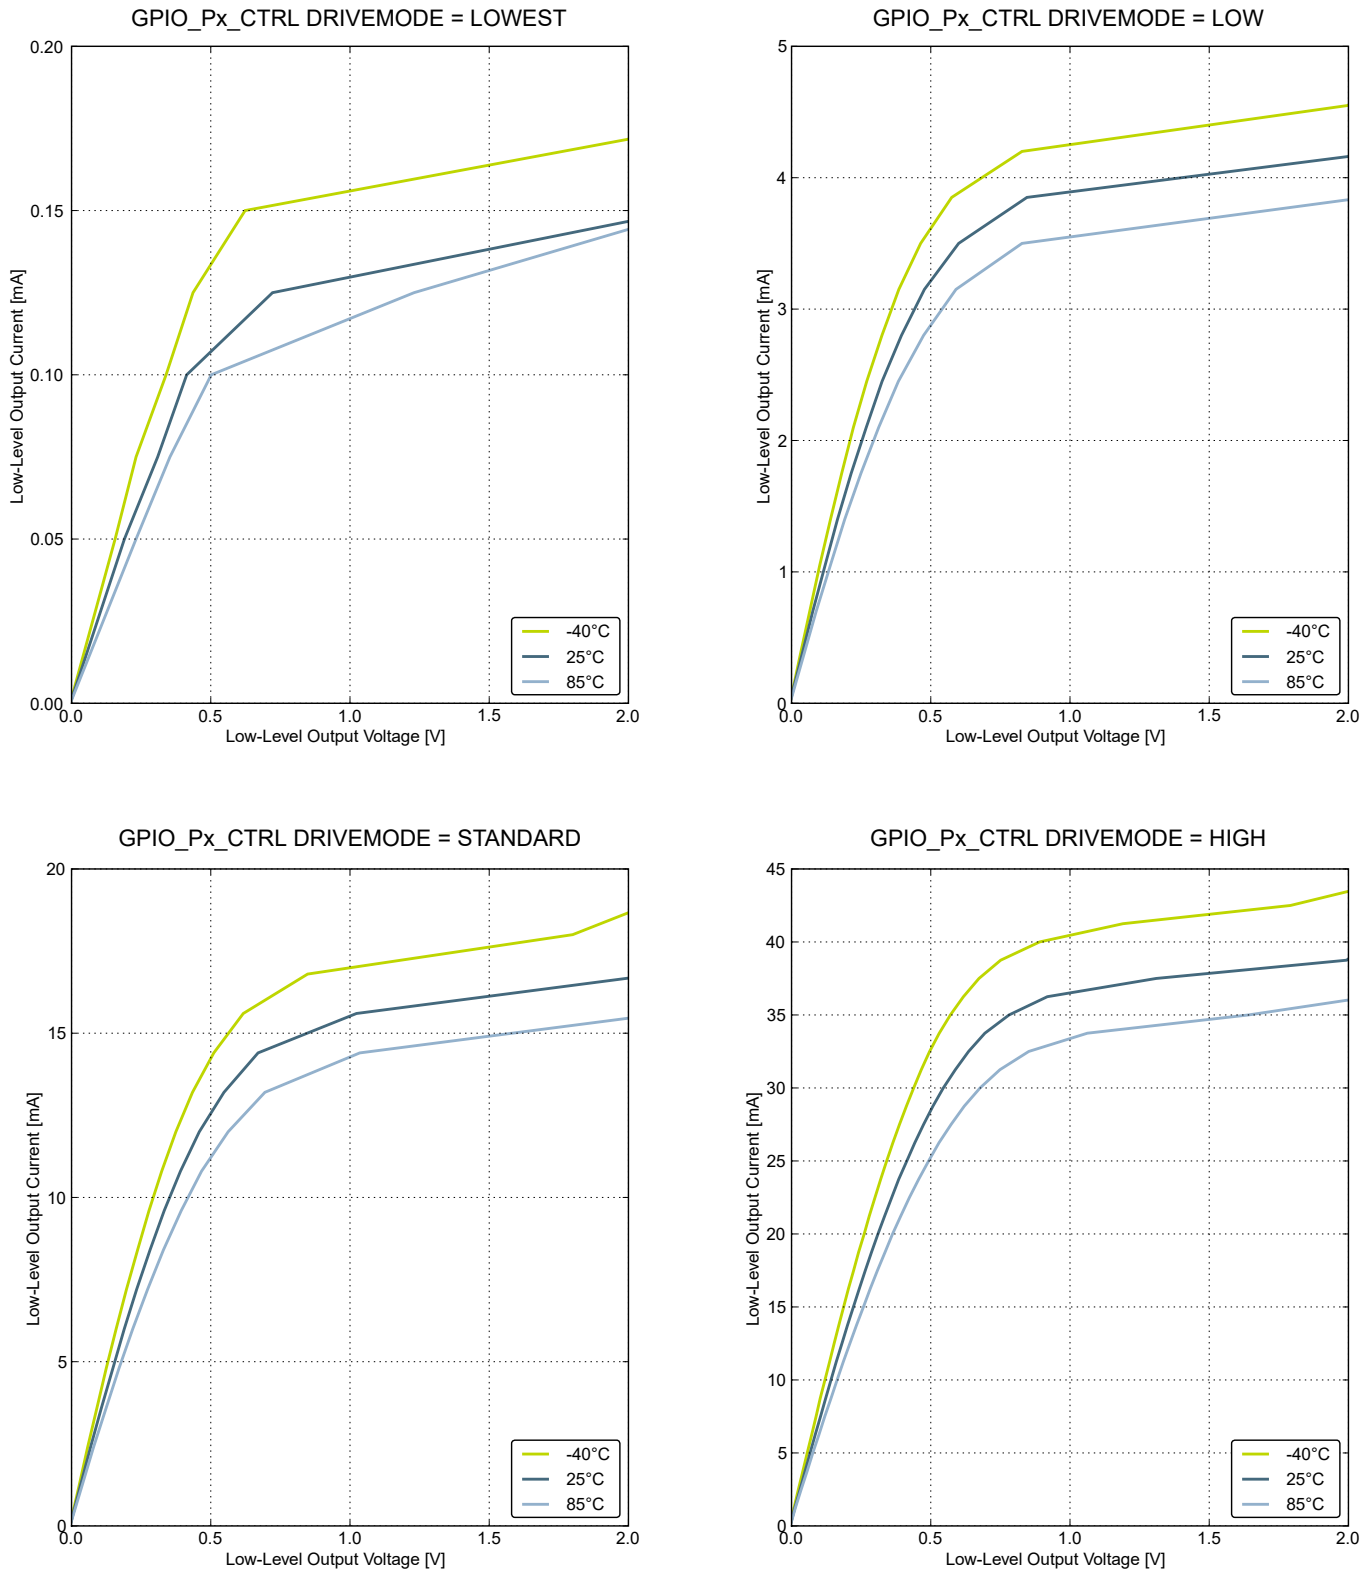 GPIO_Px_CTRL DRIVEMODE = LOWEST
0.20
0.15
0.10
0.05
0.00
Low-Level Output Current [mA]
0.0 0.5 1.0 1.5 2.0
Low-Level Output Voltage [V]
-40°C
25°C
85°C
GPIO_Px_CTRL DRIVEMODE = LOW
5
4
3
2
1
0
Low-Level Output Current [mA]
0.0 0.5 1.0 1.5 2.0
Low-Level Output Voltage [V]
-40°C
25°C
85°C
GPIO_Px_CTRL DRIVEMODE = STANDARD
20
15
10
5
0
Low-Level Output Current [mA]
0.0 0.5 1.0 1.5 2.0
Low-Level Output Voltage [V]
-40°C
25°C
85°C
GPIO_Px_CTRL DRIVEMODE = HIGH
45
40
35
30
25
20
15
10
5
0
Low-Level Output Current [mA]
0.0 0.5 1.0 1.5 2.0
Low-Level Output Voltage [V]
-40°C
25°C
85°C